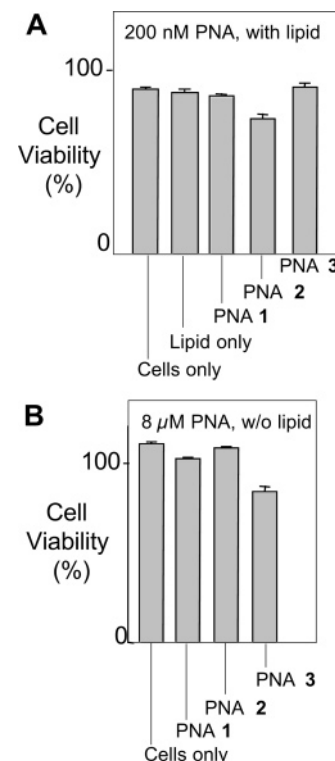 A
200 nM PNA, with lipid
100
Cell
Viability
(%)
0
PNA 3
PNA 2
PNA 1
Lipid only
Cells only
B
8 µM PNA, w/o lipid
100
Cell
Viability
(%)
0
PNA 3
PNA 2
PNA 1
Cells only